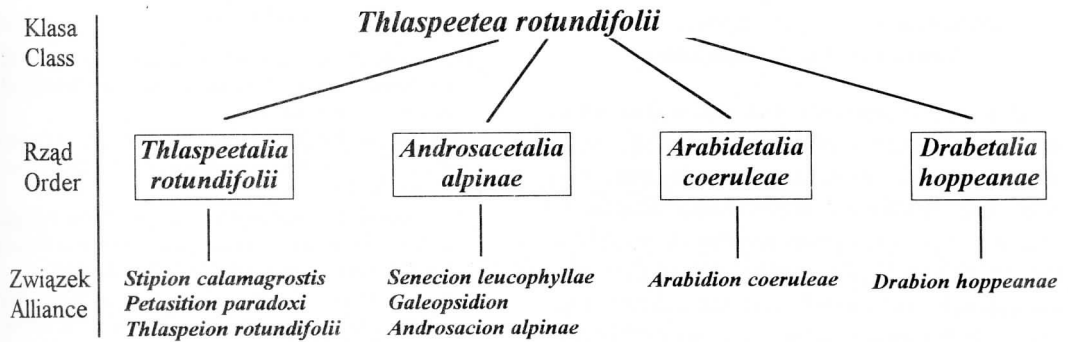 Klasa
Class
Thlaspeetea rotundifolii
Rząd
Order
Thlaspeetalia
rotundifolii
Androsacetalia
alpinae
Arabidetalia
coeruleae
Drabetalia
hoppeanae
Związek
Alliance
Stipion calamagrostis
Petasition paradoxi
Thlaspeion rotundifolii
Senecion leucophyllae
Galeopsidion
Androsacion alpinae
Arabidion coeruleae
Drabion hoppeanae